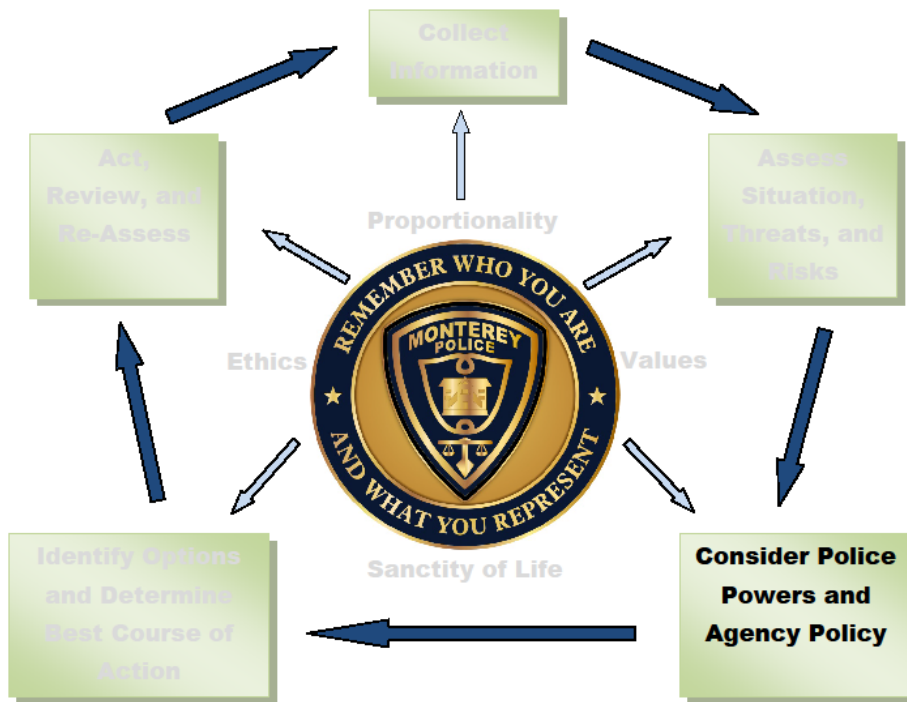 Collect
Information
Act,
Review, and
Re-Assess
Assess
Situation,
Threats, and
Risks
Proportionality
REMEMBER WHO YOU ARE
MONTEREY
POLICE
Ethics
Values
AND WHAT YOU REPRESENT
Sanctity of Life
Identify Options
and Determine
Best Course of
Action
Consider Police
Powers and
Agency Policy